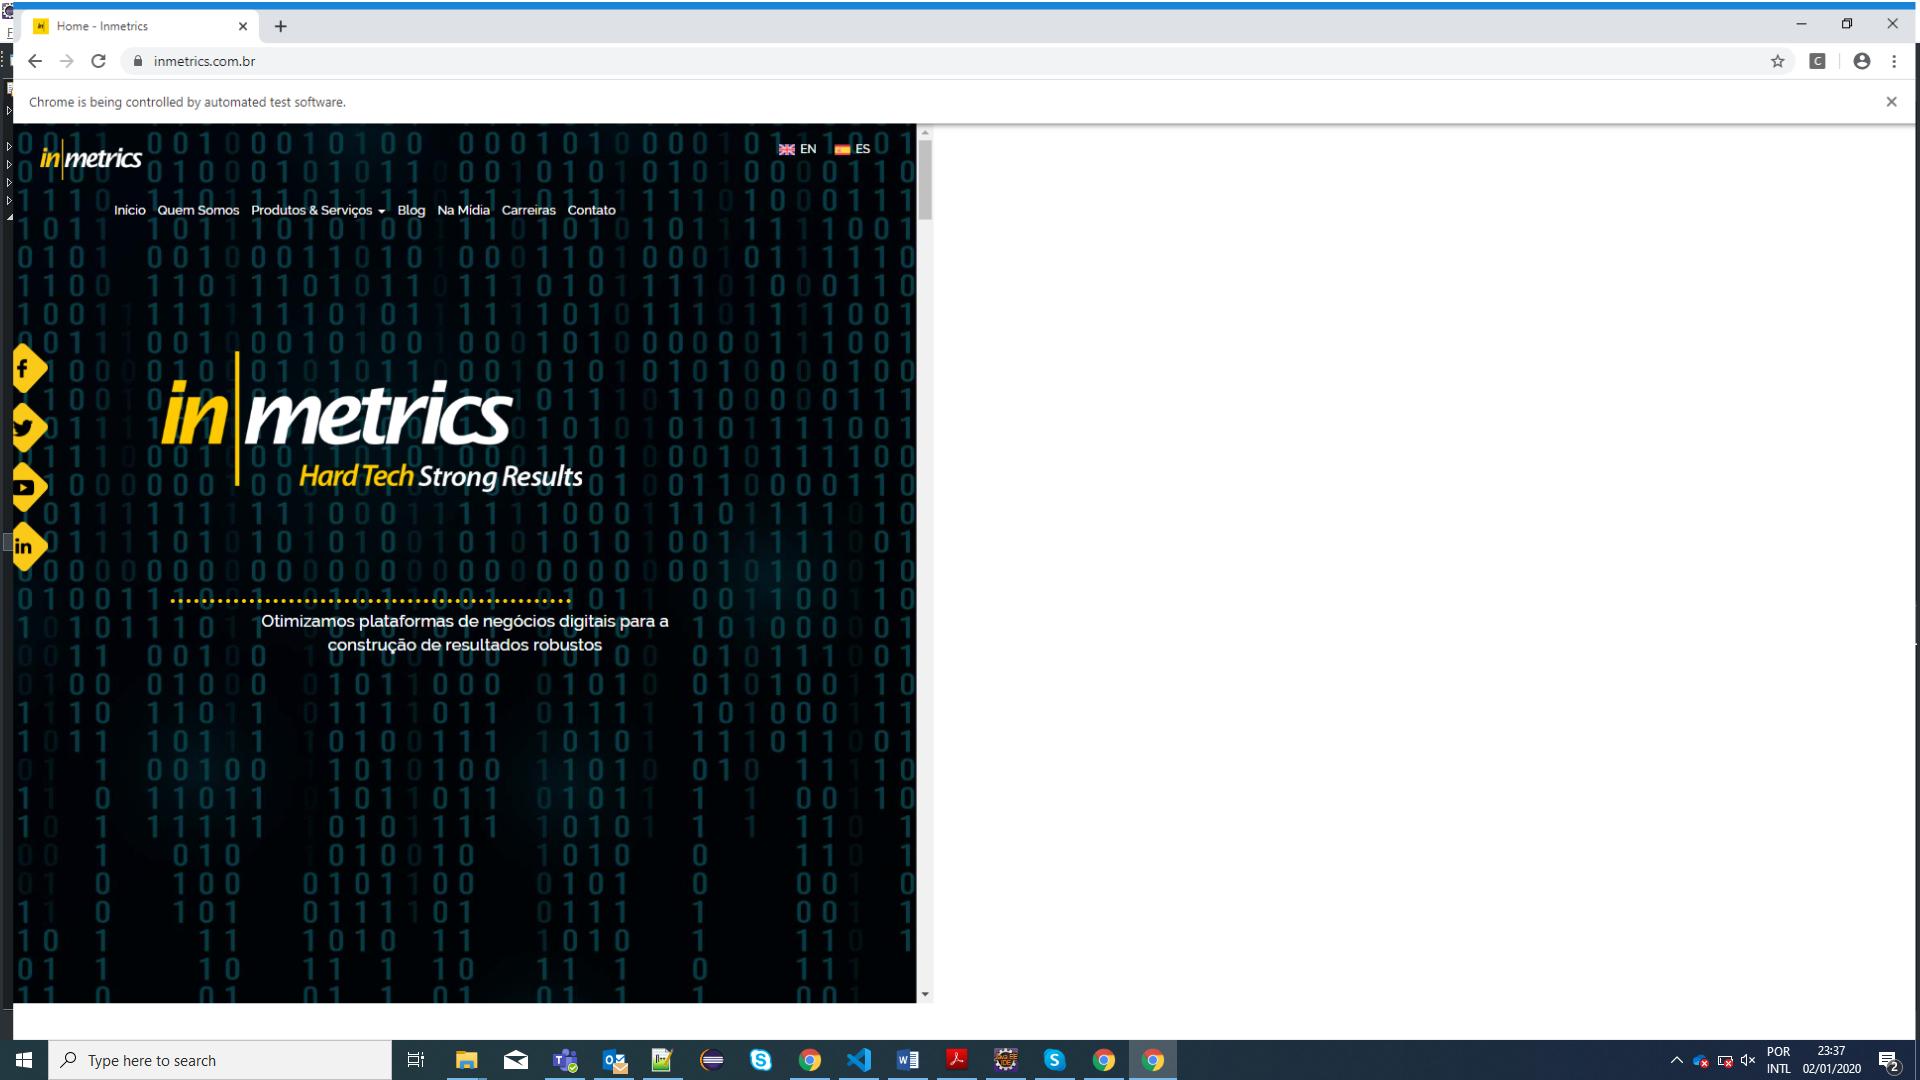 Home - Inmetrics
inmetrics.com.br
Chrome is being controlled by automated test software.
in metrics
EN ES
Início Quem Somos Produtos & Serviços Blog Na Mídia Carreiras Contato
in metrics
Hard Tech Strong Results
Otimizamos plataformas de negócios digitais para a
construção de resultados robustos
Type here to search
POR
INTL
23:37
02/01/2020
2